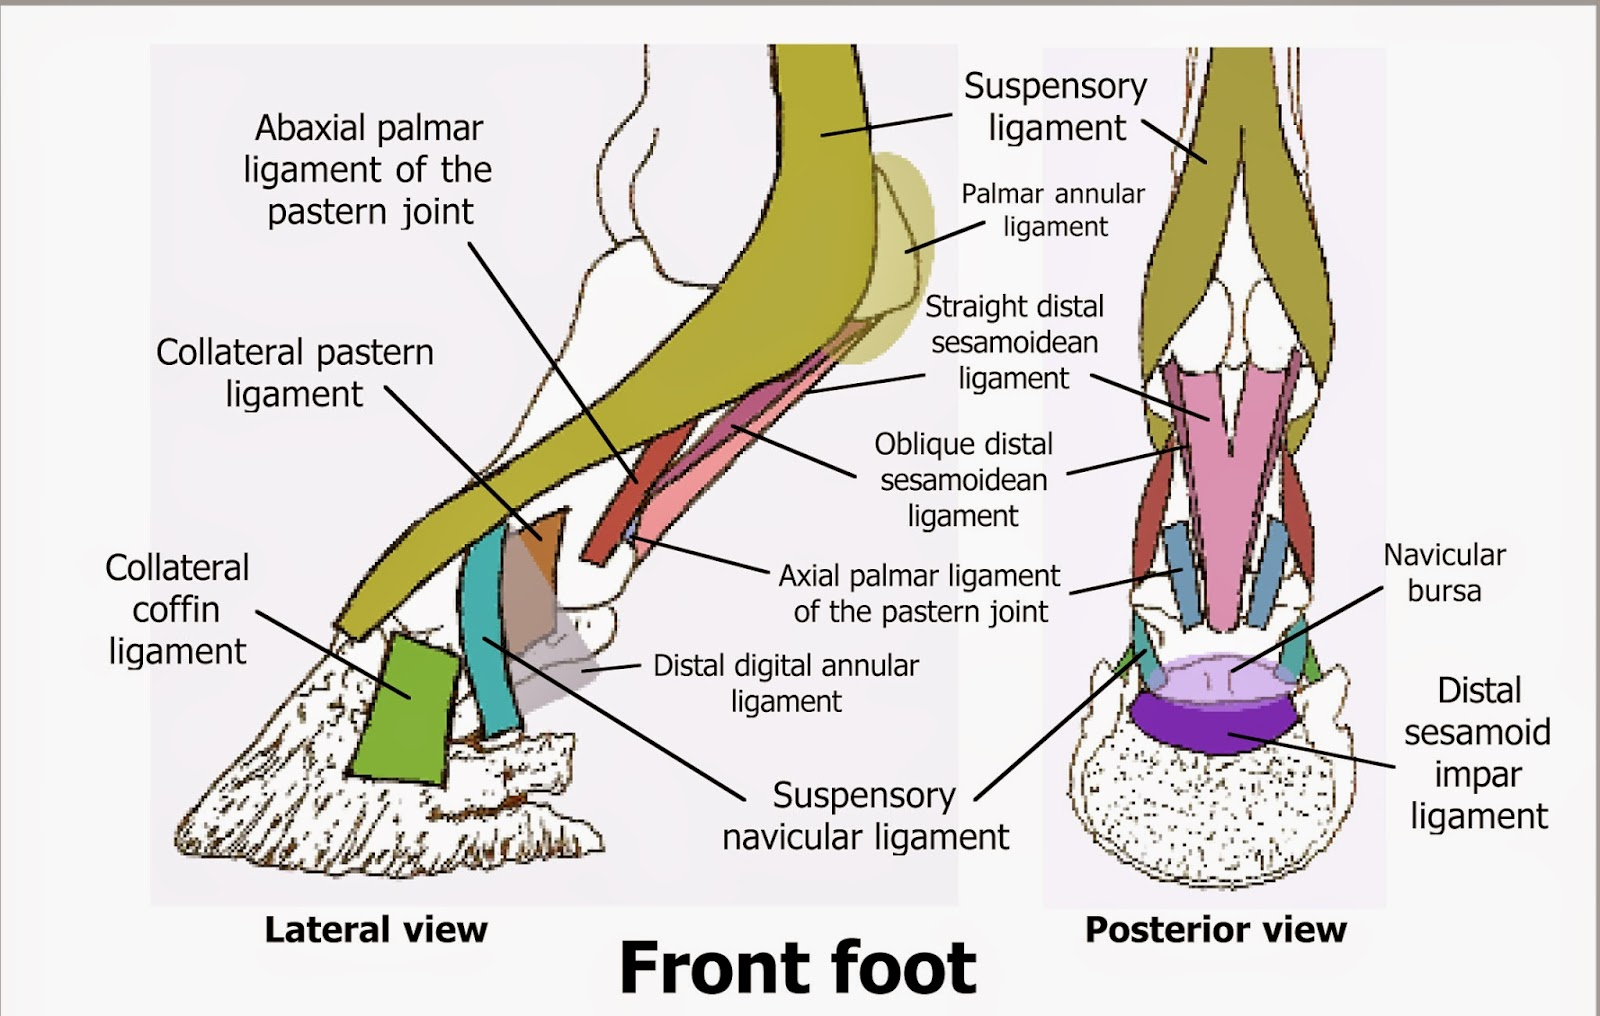 Abaxial palmar
ligament of the
pastern joint
Collateral pastern
ligament
Collateral
coffin
ligament
Suspensory
ligament
Palmar annular
ligament
Straight distal
sesamoidean
ligament
Oblique distal
sesamoidean
ligament
Axial palmar ligament
of the pastern joint
Distal digital annular
ligament
Suspensory
navicular ligament
Navicular
bursa
Distal
sesamoid
impar
ligament
Lateral view
Posterior view
Front foot